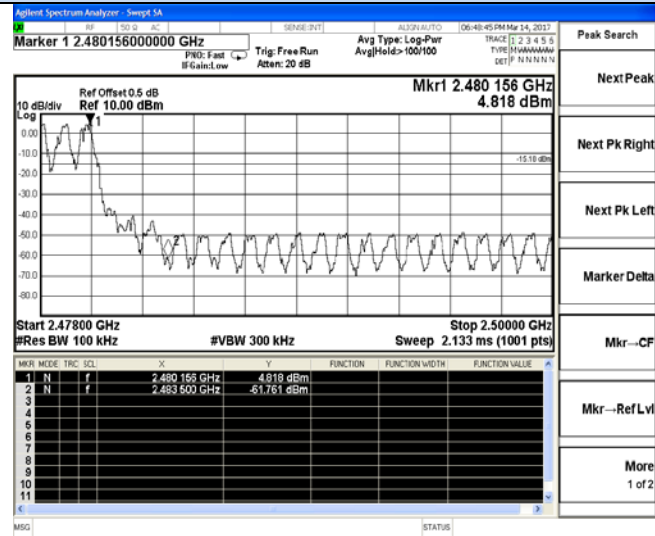 Agilent Spectrum Analyzer - Swept SA
RF 50 Ω AC SENSE:INT ALIGN AUTO 06:48:45 PM Mar 14, 2017
Marker 1 2.480156000000 GHz
PNO: Fast
IFGain:Low
Trig: Free Run
Atten: 20 dB
Avg Type: Log-Pwr
Avg|Hold:>100/100
TRACE 1 2 3 4 5 6
TYPE M WWWWW
DET P N N N N N
Peak Search
Next Peak
Next Pk Right
Next Pk Left
Marker Delta
Mkr→CF
Mkr→Ref Lvl
More
1 of 2
Ref Offset 0.5 dB
10 dB/div Ref 10.00 dBm
Log
Mkr1 2.480 156 GHz
4.818 dBm
1
0.00
-10.0
-15.18 dBm
-20.0
-30.0
-40.0
-50.0
2
-60.0
-70.0
-80.0
Start 2.47800 GHz Stop 2.50000 GHz
#Res BW 100 kHz #VBW 300 kHz Sweep 2.133 ms (1001 pts)
MKR MODE TRC SCL X Y FUNCTION FUNCTION WIDTH FUNCTION VALUE
1 N f 2.480 156 GHz 4.818 dBm
2 N f 2.483 500 GHz -61.761 dBm
3
4
5
6
7
8
9
10
11
MSG STATUS